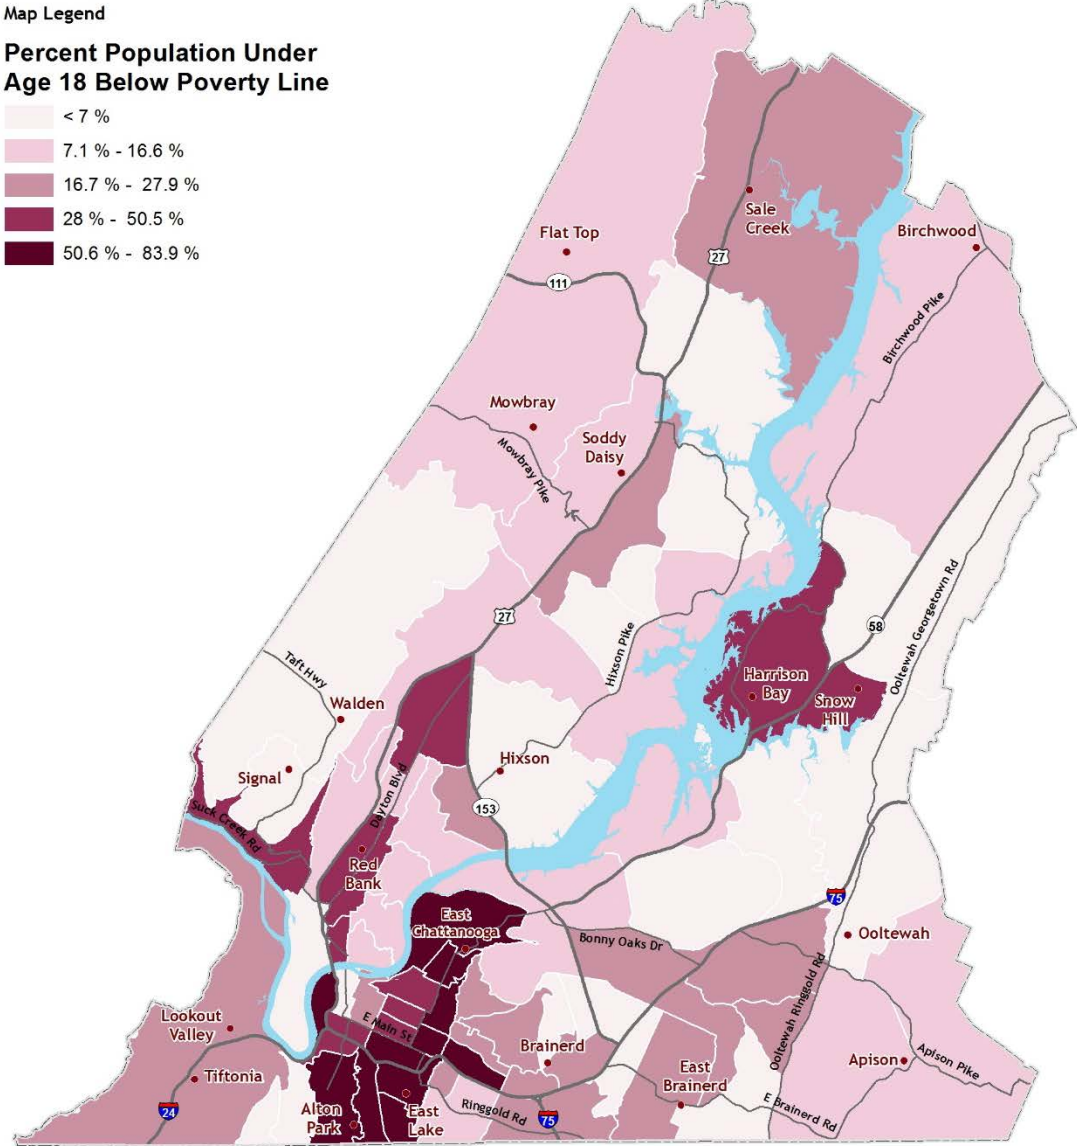 Map Legend
Percent Population Under
Age 18 Below Poverty Line
< 7 %
7.1 % - 16.6 %
16.7 % -  27.9 %
28 % -  50.5 %
50.6 % -  83.9 %
Sale
Creek
Flat Top
Birchwood
27
111
Birchwood Pike
Mowbray
Soddy
Daisy
Mowbray Pike
27
58
Ooltewah Georgetown Rd
Hixson Pike
Taft Hwy
Harrison
Bay
Snow
Hill
Walden
Hixson
Signal
Dayton Blvd
153
Suck Creek Rd
Red
Bank
75
East
Chattanooga
Ooltewah
Bonny Oaks Dr
Ooltewah Ringgold Rd
Lookout
Valley
E Main St
Brainerd
Apison
Apison Pike
Tiftonia
East
Brainerd
24
Alton
Park
East
Lake
Ringgold Rd
75
E Brainerd Rd